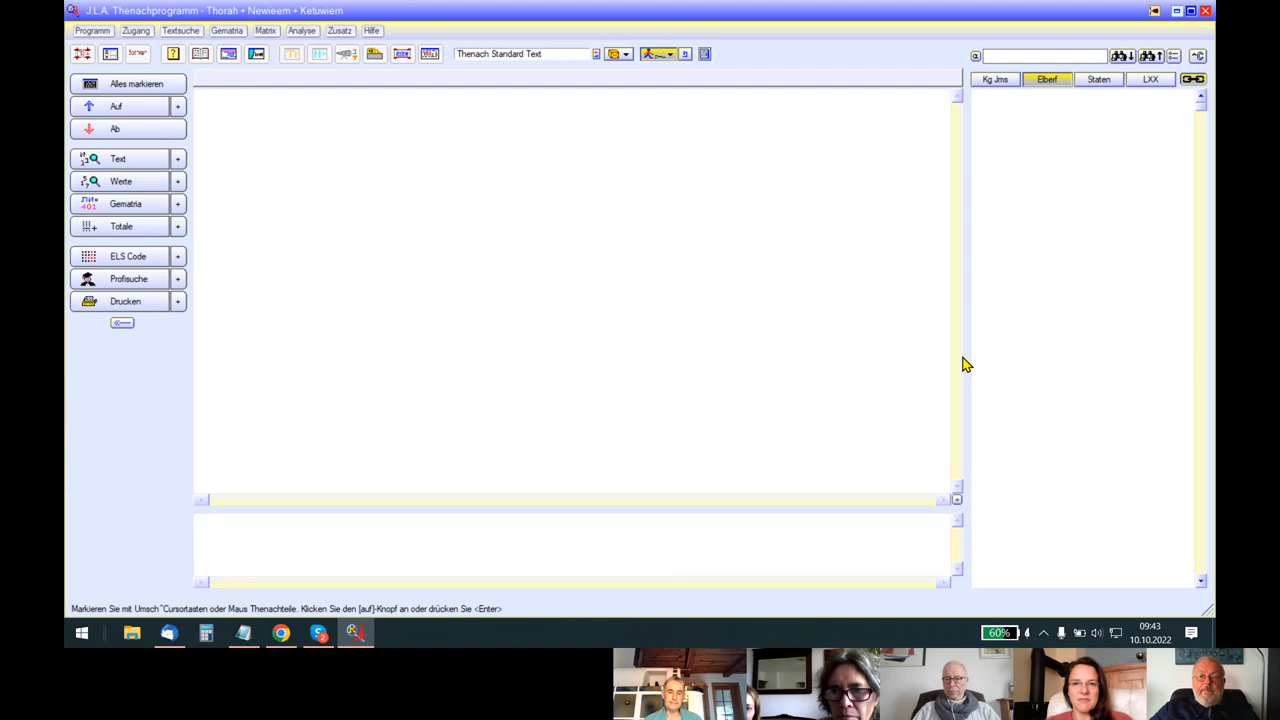 J.L.A. Thenachprogramm - Thorah + Newieem + Ketuwiem
Programm Zugang Textsuche Gematria Matrix Analyse Zusatz Hilfe
Thenach Standard Text
Kg Jms Elberf Staten LXX
Alles markieren
Auf +
Ab
Text +
Werte +
Gematria +
Totale +
ELS Code +
Profisuche +
Drucken +
Markieren Sie mit Umsch^Cursortasten oder Maus Thenachteile. Klicken Sie den [auf]-Knopf an oder drücken Sie <Enter>
60%
09:43
10.10.2022